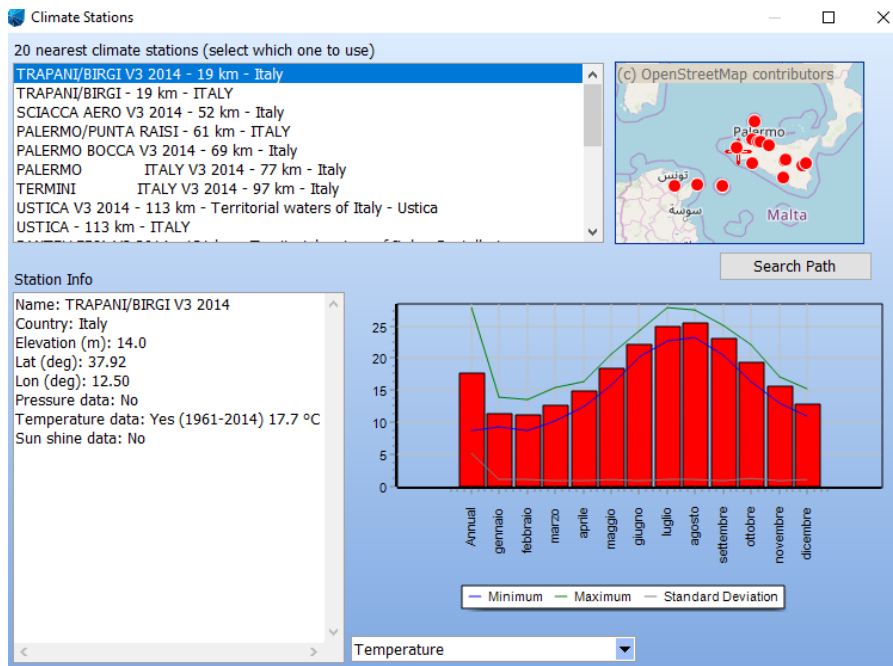 Climate Stations
20 nearest climate stations (select which one to use)
TRAPANI/BIRGI V3 2014 - 19 km - Italy
TRAPANI/BIRGI - 19 km - ITALY
SCIACCA AERO V3 2014 - 52 km - Italy
PALERMO/PUNTA RAISI - 61 km - ITALY
PALERMO BOCCA V3 2014 - 69 km - Italy
PALERMO ITALY V3 2014 - 77 km - Italy
TERMINI ITALY V3 2014 - 97 km - Italy
USTICA V3 2014 - 113 km - Territorial waters of Italy - Ustica
USTICA - 113 km - ITALY
(c) OpenStreetMap contributors
Palermo
تونس
سوسة
Malta
Search Path
Station Info
Name: TRAPANI/BIRGI V3 2014
Country: Italy
Elevation (m): 14.0
Lat (deg): 37.92
Lon (deg): 12.50
Pressure data: No
Temperature data: Yes (1961-2014) 17.7 °C
Sun shine data: No
25
20
15
10
5
0
Annual
gennaio
febbraio
marzo
aprile
maggio
giugno
luglio
agosto
settembre
ottobre
novembre
dicembre
Minimum Maximum Standard Deviation
Temperature